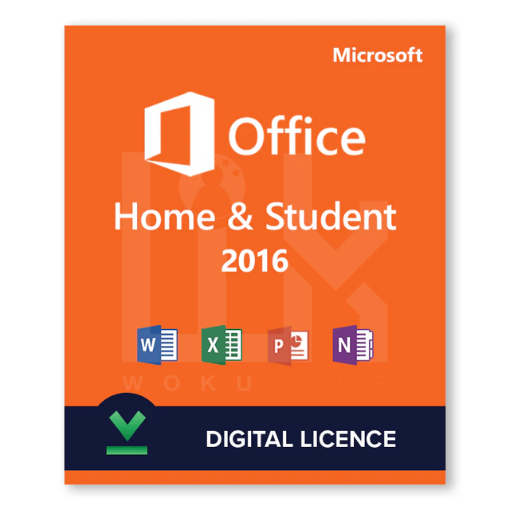 Microsoft
Office
Home & Student
2016
W X P N
DIGITAL LICENCE